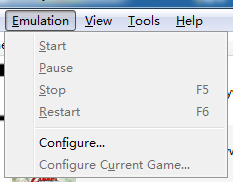 Emulation View Tools Help
Start
Pause
Stop F5
Restart F6
Configure...
Configure Current Game...